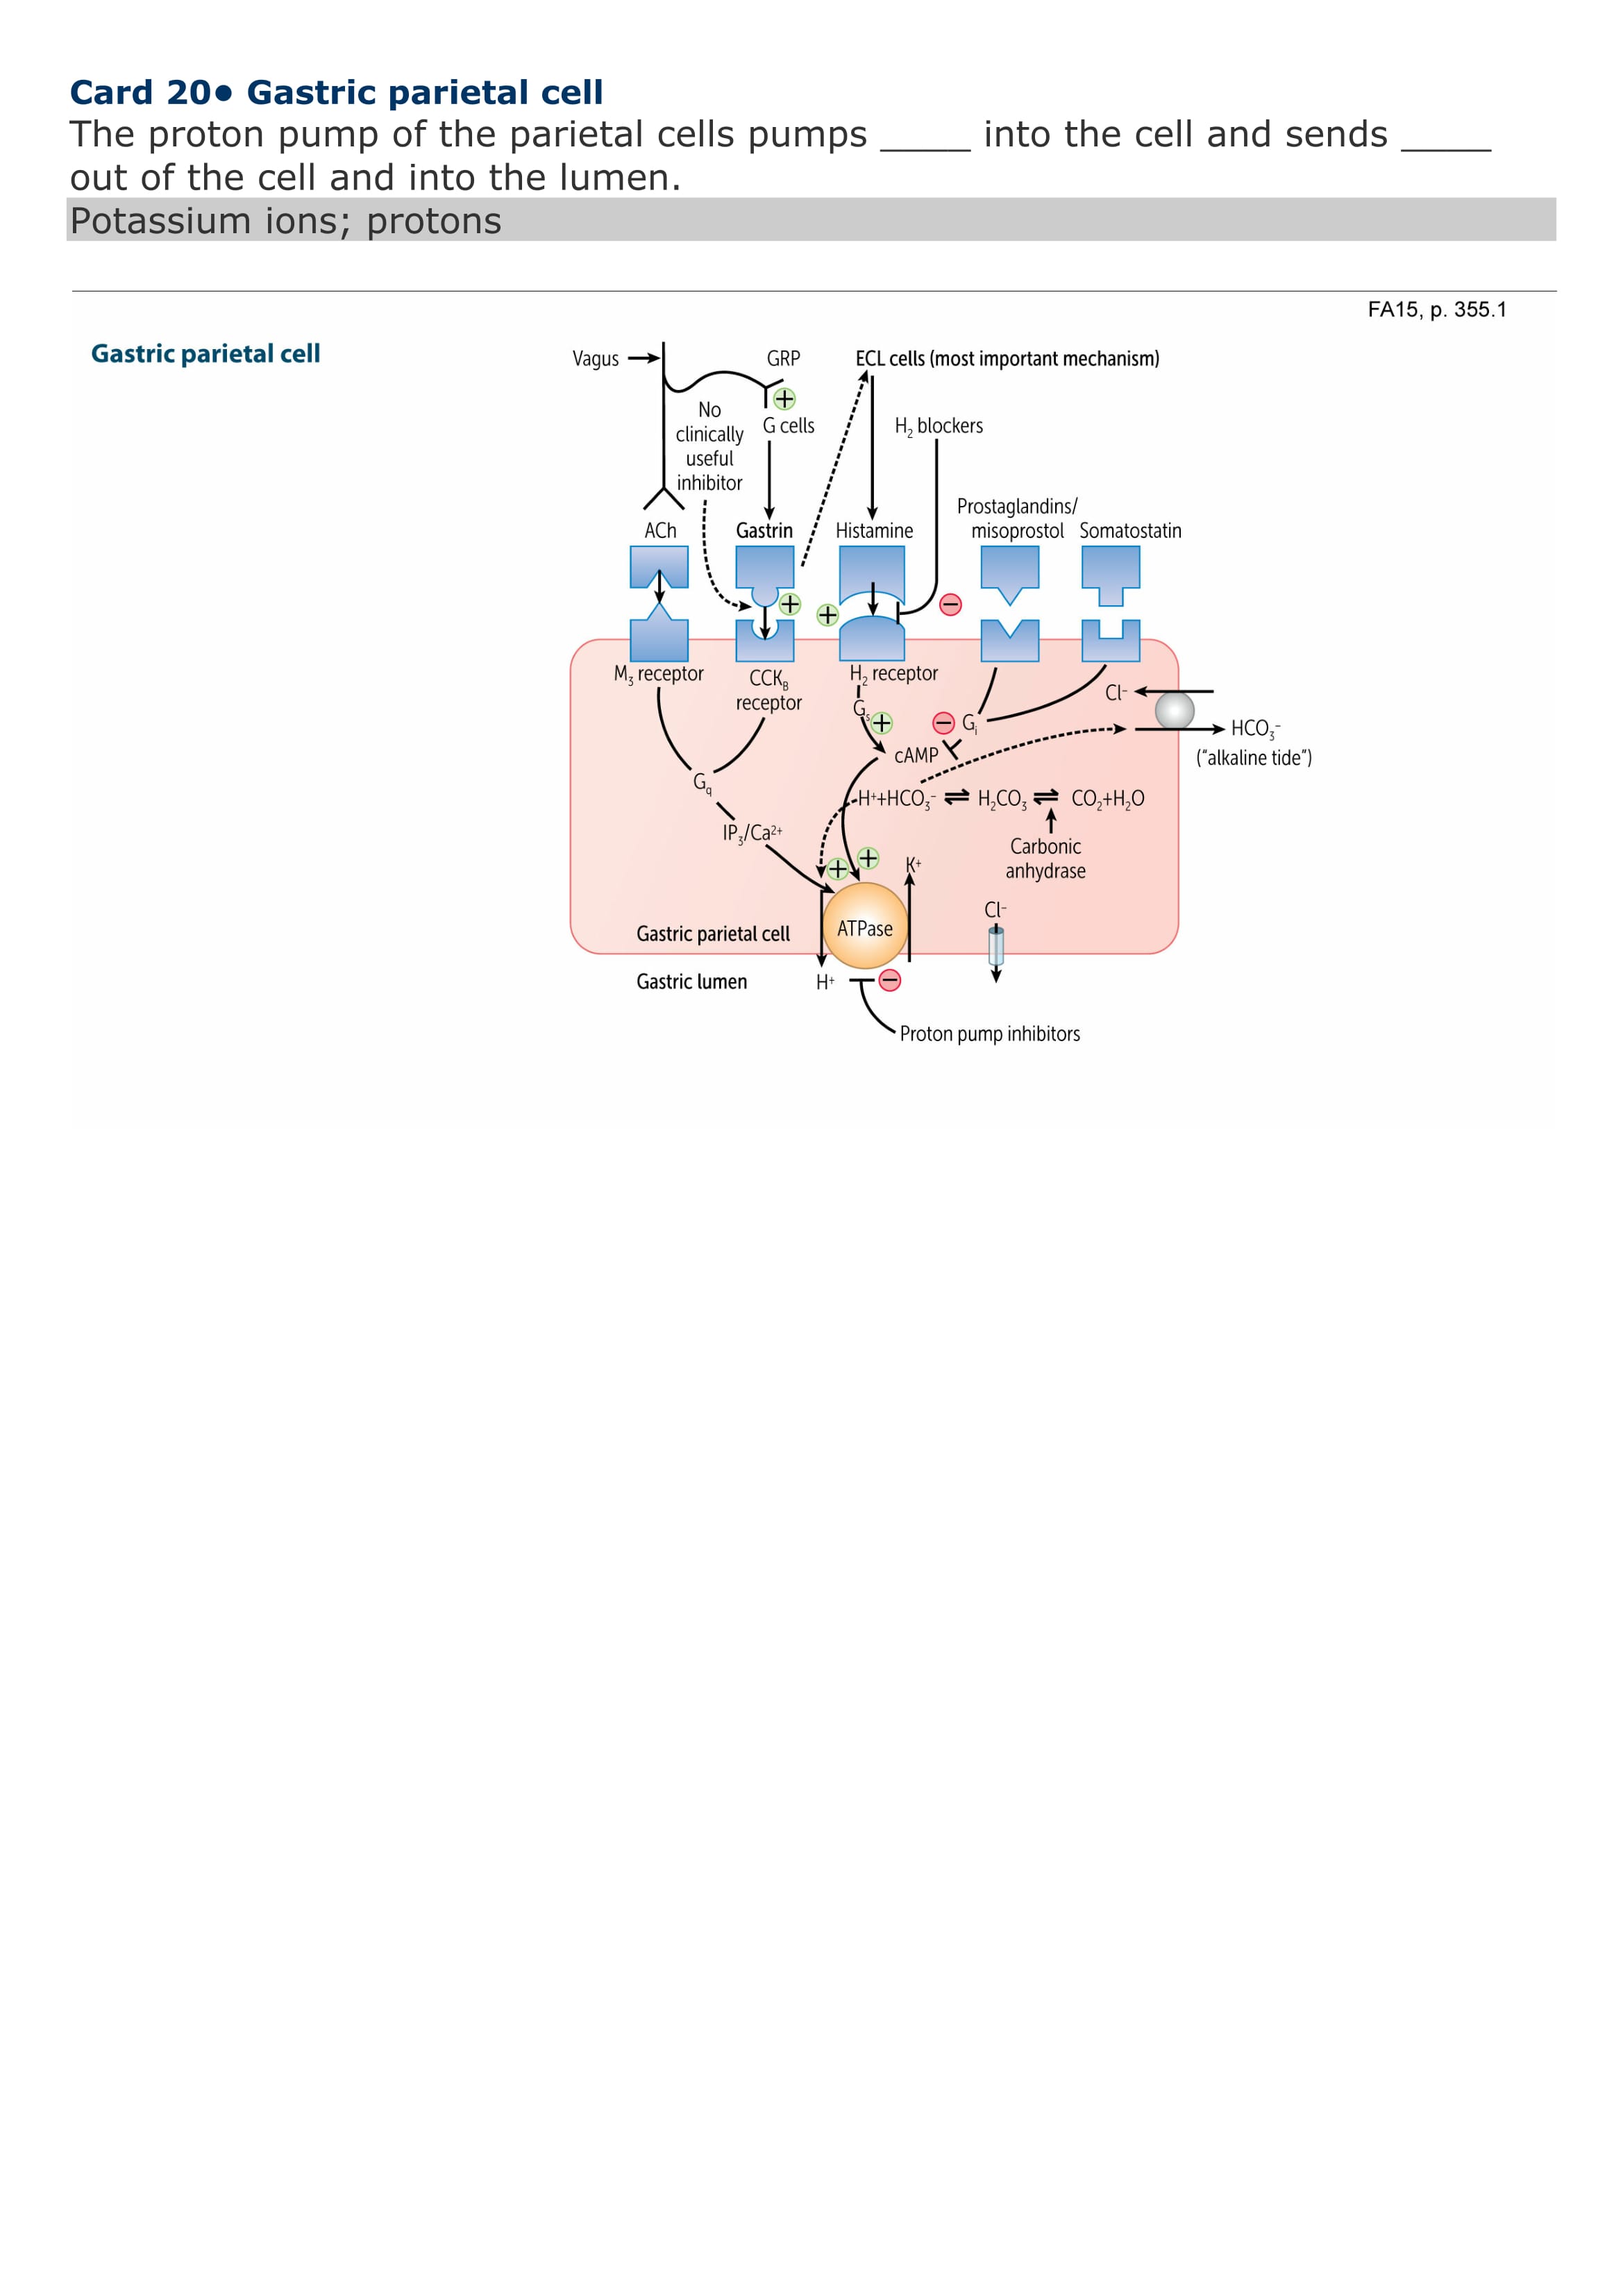 Card 20• Gastric parietal cell
The proton pump of the parietal cells pumps _____ into the cell and sends _____
out of the cell and into the lumen.
Potassium ions; protons
FA15, p. 355.1
Gastric parietal cell
Vagus
GRP
ECL cells (most important mechanism)
No
clinically
useful
inhibitor
G cells
H₂ blockers
Prostaglandins/
misoprostol
Somatostatin
ACh
Gastrin
Histamine
M₃ receptor
CCK_B
receptor
H₂ receptor
Cl⁻
Gₛ
Gᵢ
HCO₃⁻
("alkaline tide")
cAMP
G_q
H⁺+HCO₃⁻ ⇌ H₂CO₃ ⇌ CO₂+H₂O
IP₃/Ca²⁺
Carbonic
anhydrase
K⁺
Cl⁻
ATPase
Gastric parietal cell
Gastric lumen
H⁺
Proton pump inhibitors